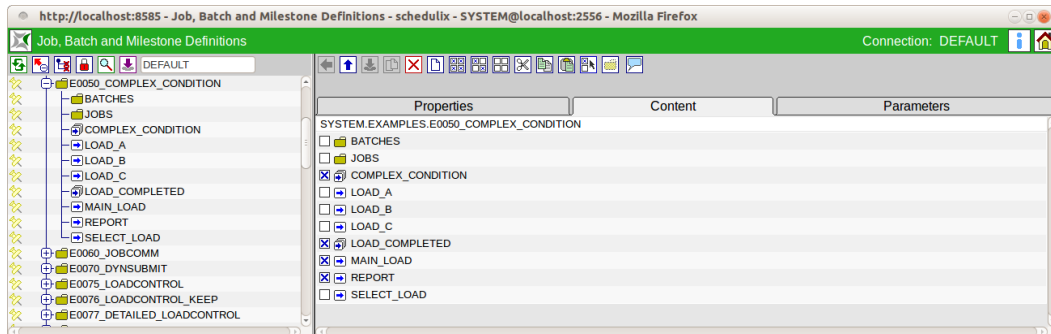 http://localhost:8585 - Job, Batch and Milestone Definitions - schedulix - SYSTEM@localhost:2556 - Mozilla Firefox
Job, Batch and Milestone Definitions
Connection: DEFAULT
DEFAULT
E0050_COMPLEX_CONDITION
BATCHES
JOBS
COMPLEX_CONDITION
LOAD_A
LOAD_B
LOAD_C
LOAD_COMPLETED
MAIN_LOAD
REPORT
SELECT_LOAD
E0060_JOBCOMM
E0070_DYNSUBMIT
E0075_LOADCONTROL
E0076_LOADCONTROL_KEEP
E0077_DETAILED_LOADCONTROL
Properties
Content
Parameters
SYSTEM.EXAMPLES.E0050_COMPLEX_CONDITION
BATCHES
JOBS
COMPLEX_CONDITION
LOAD_A
LOAD_B
LOAD_C
LOAD_COMPLETED
MAIN_LOAD
REPORT
SELECT_LOAD